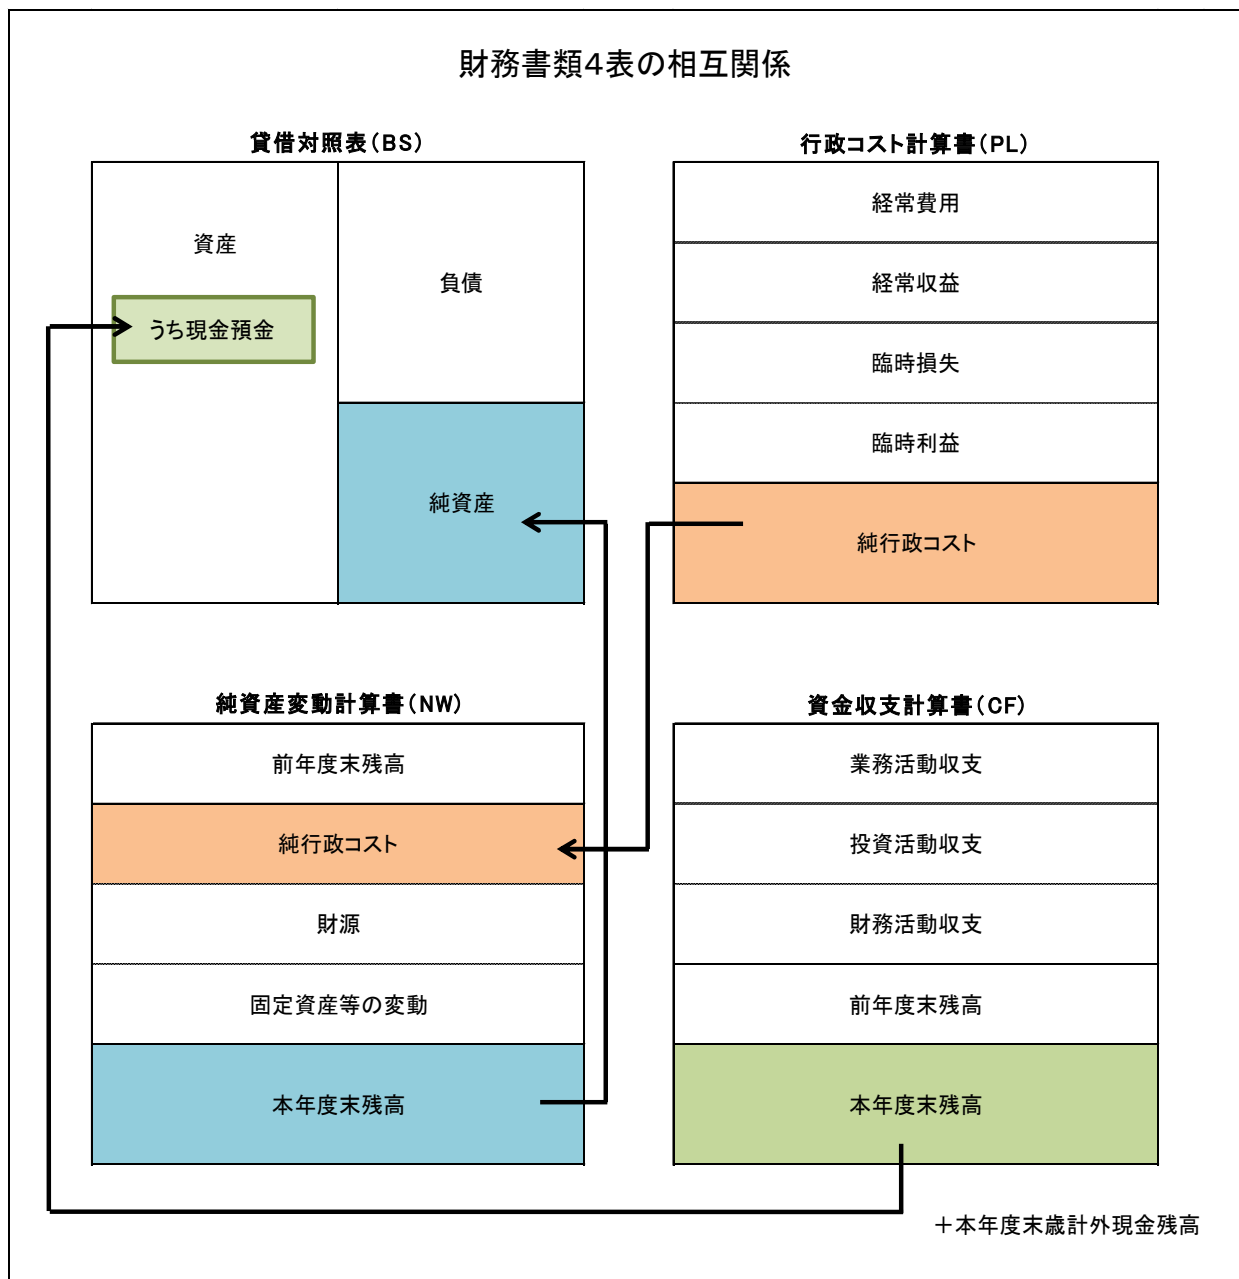 財務書類4表の相互関係
貸借対照表(BS)
資産
うち現金預金
負債
純資産
行政コスト計算書(PL)
経常費用
経常収益
臨時損失
臨時利益
純行政コスト
純資産変動計算書(NW)
前年度末残高
純行政コスト
財源
固定資産等の変動
本年度末残高
資金収支計算書(CF)
業務活動収支
投資活動収支
財務活動収支
前年度末残高
本年度末残高
+本年度末歳計外現金残高